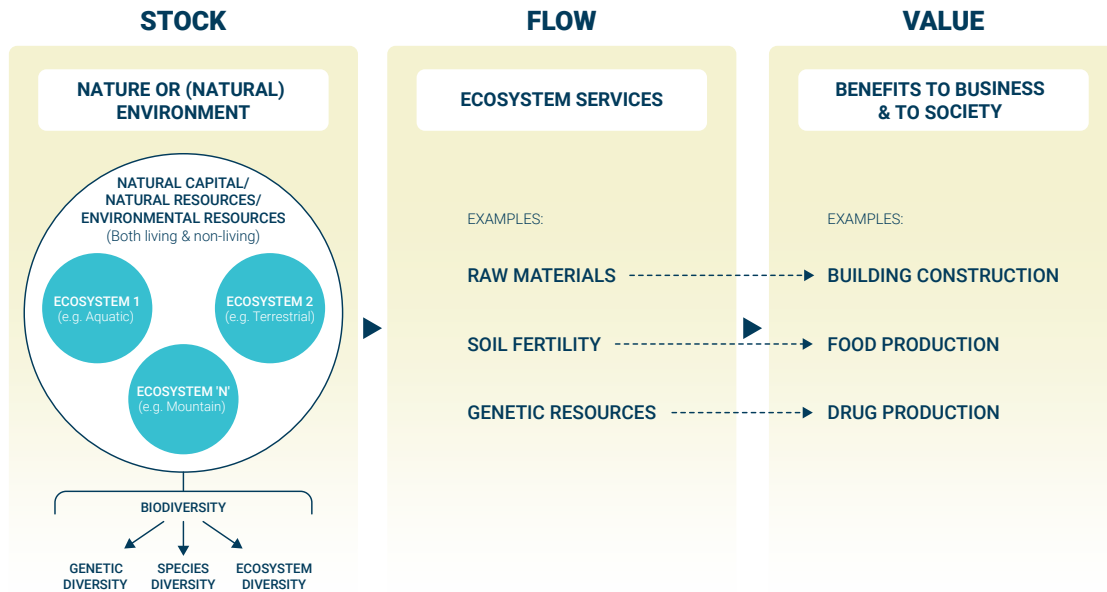 STOCK
NATURE OR (NATURAL)
ENVIRONMENT
NATURAL CAPITAL/
NATURAL RESOURCES/
ENVIRONMENTAL RESOURCES
(Both living & non-living)
ECOSYSTEM 1
(e.g. Aquatic)
ECOSYSTEM 2
(e.g. Terrestrial)
ECOSYSTEM 'N'
(e.g. Mountain)
BIODIVERSITY
GENETIC
DIVERSITY
SPECIES
DIVERSITY
ECOSYSTEM
DIVERSITY
FLOW
ECOSYSTEM SERVICES
EXAMPLES:
RAW MATERIALS
SOIL FERTILITY
GENETIC RESOURCES
VALUE
BENEFITS TO BUSINESS
& TO SOCIETY
EXAMPLES:
BUILDING CONSTRUCTION
FOOD PRODUCTION
DRUG PRODUCTION